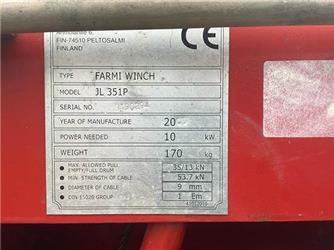 FIN-74510 PELTOSALMI
FINLAND
CE
TYPE FARMI WINCH
MODEL JL 351P
SERIAL NO.
YEAR OF MANUFACTURE 20
POWER NEEDED 10 kW
WEIGHT 170 kg
MAX. ALLOWED PULL
EMPTY/FULL DRUM 35/13 kN
MIN. STRENGTH OF CABLE 53.7 kN
DIAMETER OF CABLE 9 mm
DIN 15020 GROUP 1 Em